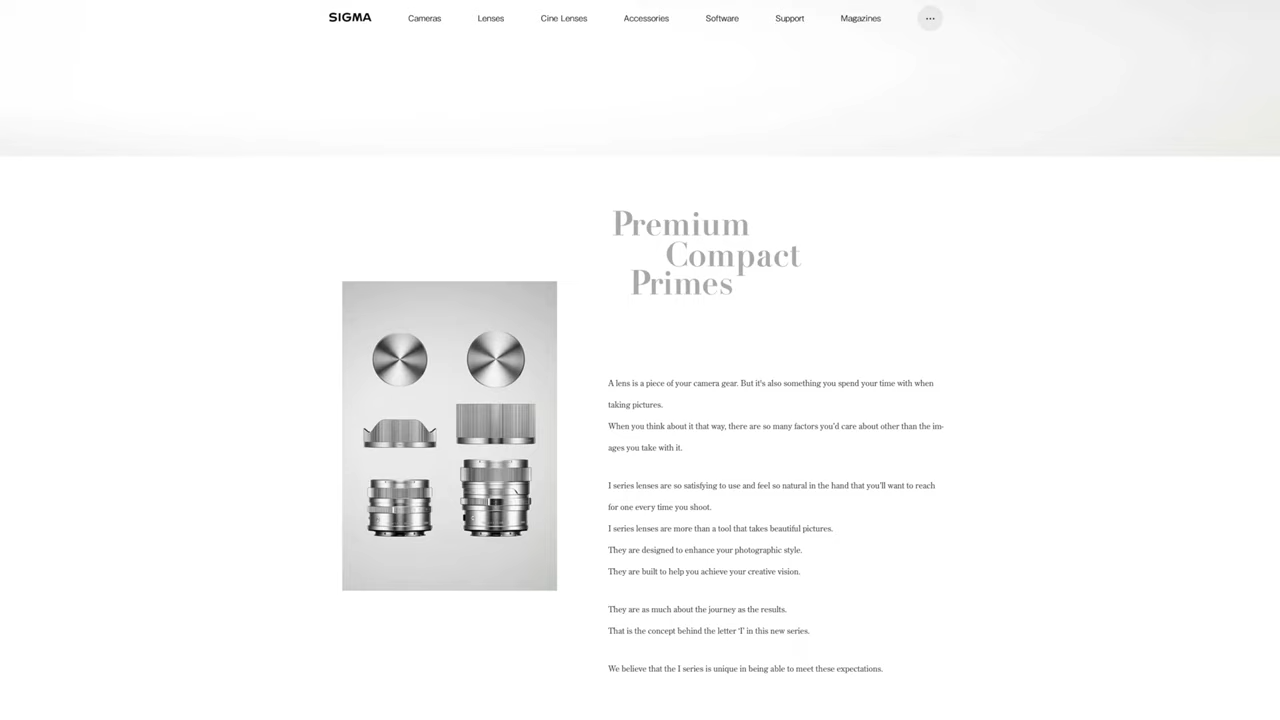 SIGMA
Cameras
Lenses
Cine Lenses
Accessories
Software
Support
Magazines
Premium
Compact
Primes
A lens is a piece of your camera gear. But it's also something you spend your time with when
taking pictures.
When you think about it that way, there are so many factors you'd care about other than the im-
ages you take with it.
I series lenses are so satisfying to use and feel so natural in the hand that you'll want to reach
for one every time you shoot.
I series lenses are more than a tool that takes beautiful pictures.
They are designed to enhance your photographic style.
They are built to help you achieve your creative vision.
They are as much about the journey as the results.
That is the concept behind the letter 'I' in this new series.
We believe that the I series is unique in being able to meet these expectations.